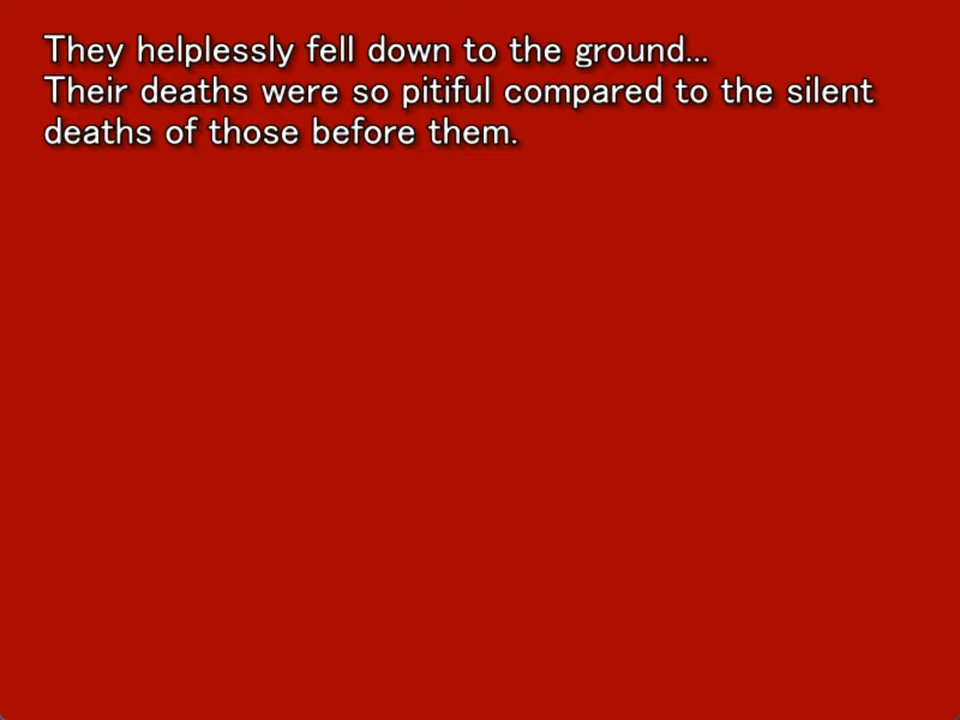 They helplessly fell down to the ground...
Their deaths were so pitiful compared to the silent
deaths of those before them.